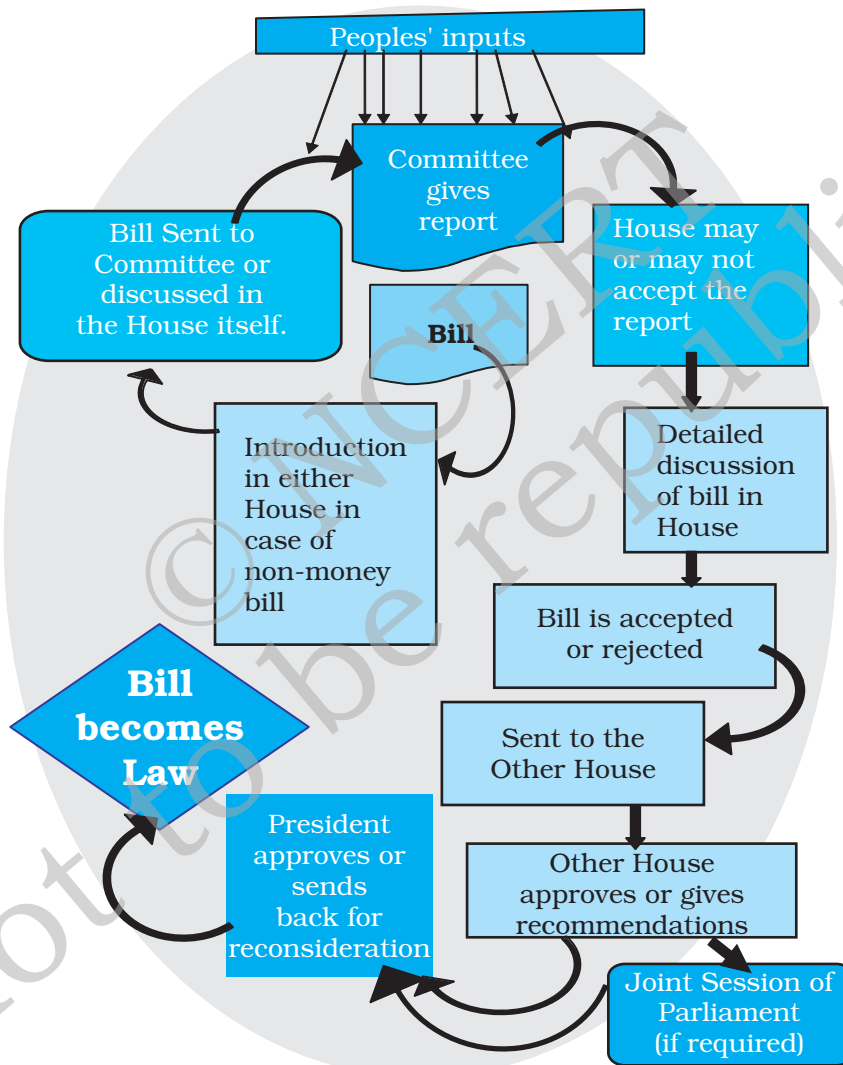 Peoples' inputs
Committee
gives
report
Bill Sent to
Committee or
discussed in
the House itself.
House may
or may not
accept the
report
Bill
Introduction
in either
House in
case of
non-money
bill
Detailed
discussion
of bill in
House
Bill is accepted
or rejected
Sent to the
Other House
Other House
approves or gives
recommendations
Joint Session of
Parliament
(if required)
President
approves or
sends
back for
reconsideration
Bill
becomes
Law
© NCERT
not to be republi